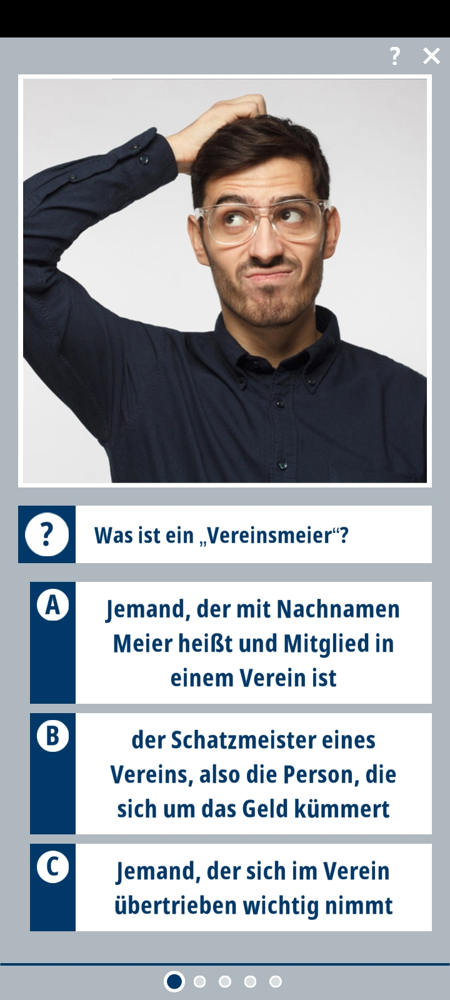 ?
?
Was ist ein „Vereinsmeier“?
A
Jemand, der mit Nachnamen
Meier heißt und Mitglied in
einem Verein ist
B
der Schatzmeister eines
Vereins, also die Person, die
sich um das Geld kümmert
C
Jemand, der sich im Verein
übertrieben wichtig nimmt